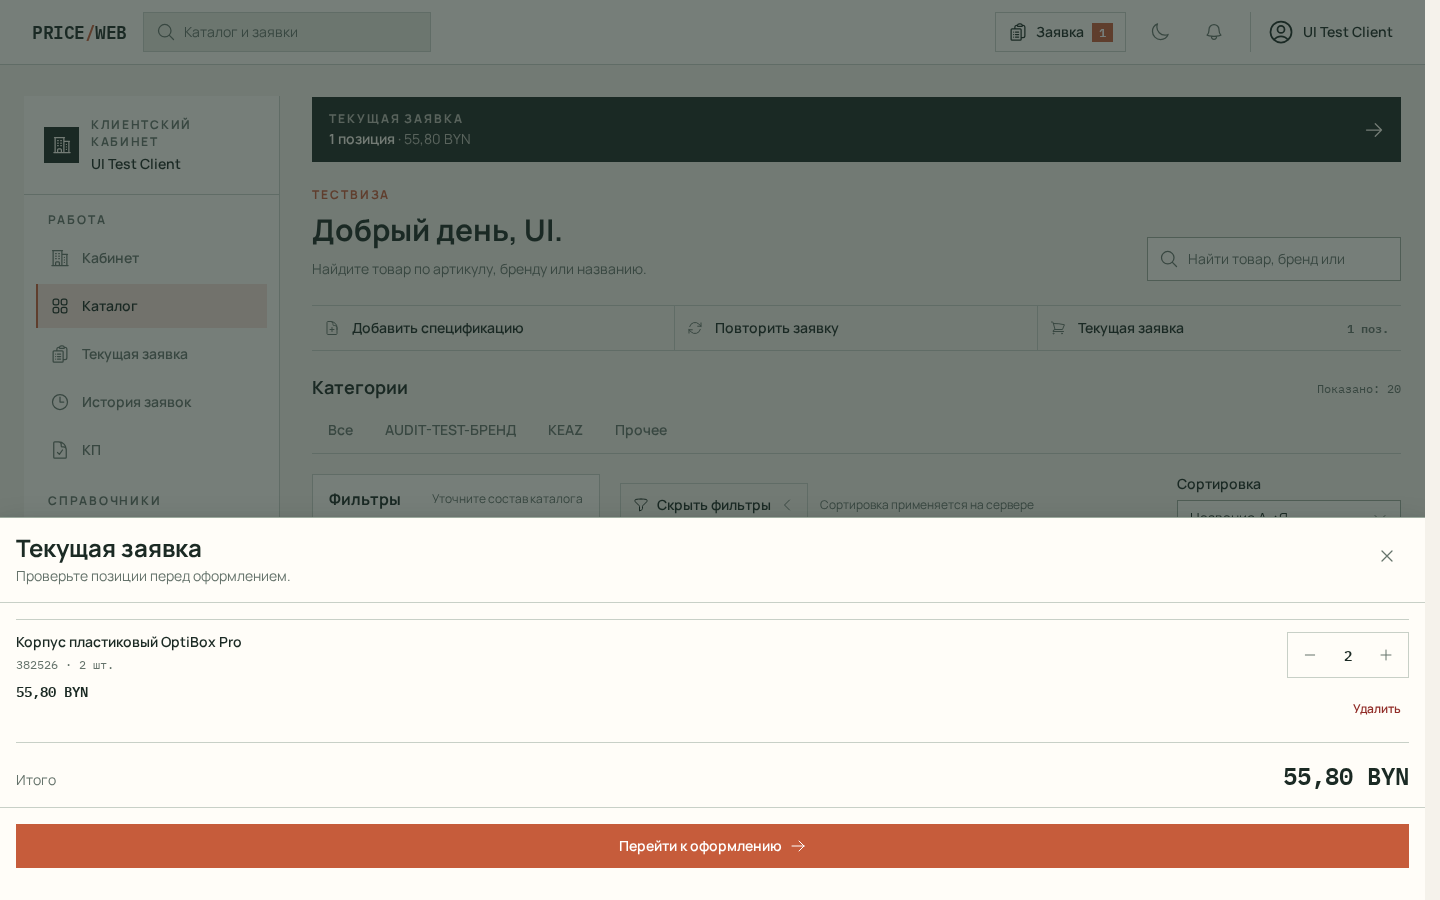 PRICE/WEB
Каталог и заявки
Заявка 1
UI Test Client
КЛИЕНТСКИЙ
КАБИНЕТ
UI Test Client
РАБОТА
Кабинет
Каталог
Текущая заявка
История заявок
КП
СПРАВОЧНИКИ
ТЕКУЩАЯ ЗАЯВКА
1 позиция · 55,80 BYN
ТЕСТВИЗА
Добрый день, UI.
Найдите товар по артикулу, бренду или названию.
Найти товар, бренд или
Добавить спецификацию
Повторить заявку
Текущая заявка
1 поз.
Категории
Показано: 20
Все
AUDIT-TEST-БРЕНД
KEAZ
Прочее
Фильтры
Уточните состав каталога
Скрыть фильтры
Сортировка применяется на сервере
Сортировка
Текущая заявка
Проверьте позиции перед оформлением.
Корпус пластиковый OptiBox Pro
382526 · 2 шт.
55,80 BYN
2
Удалить
Итого
55,80 BYN
Перейти к оформлению